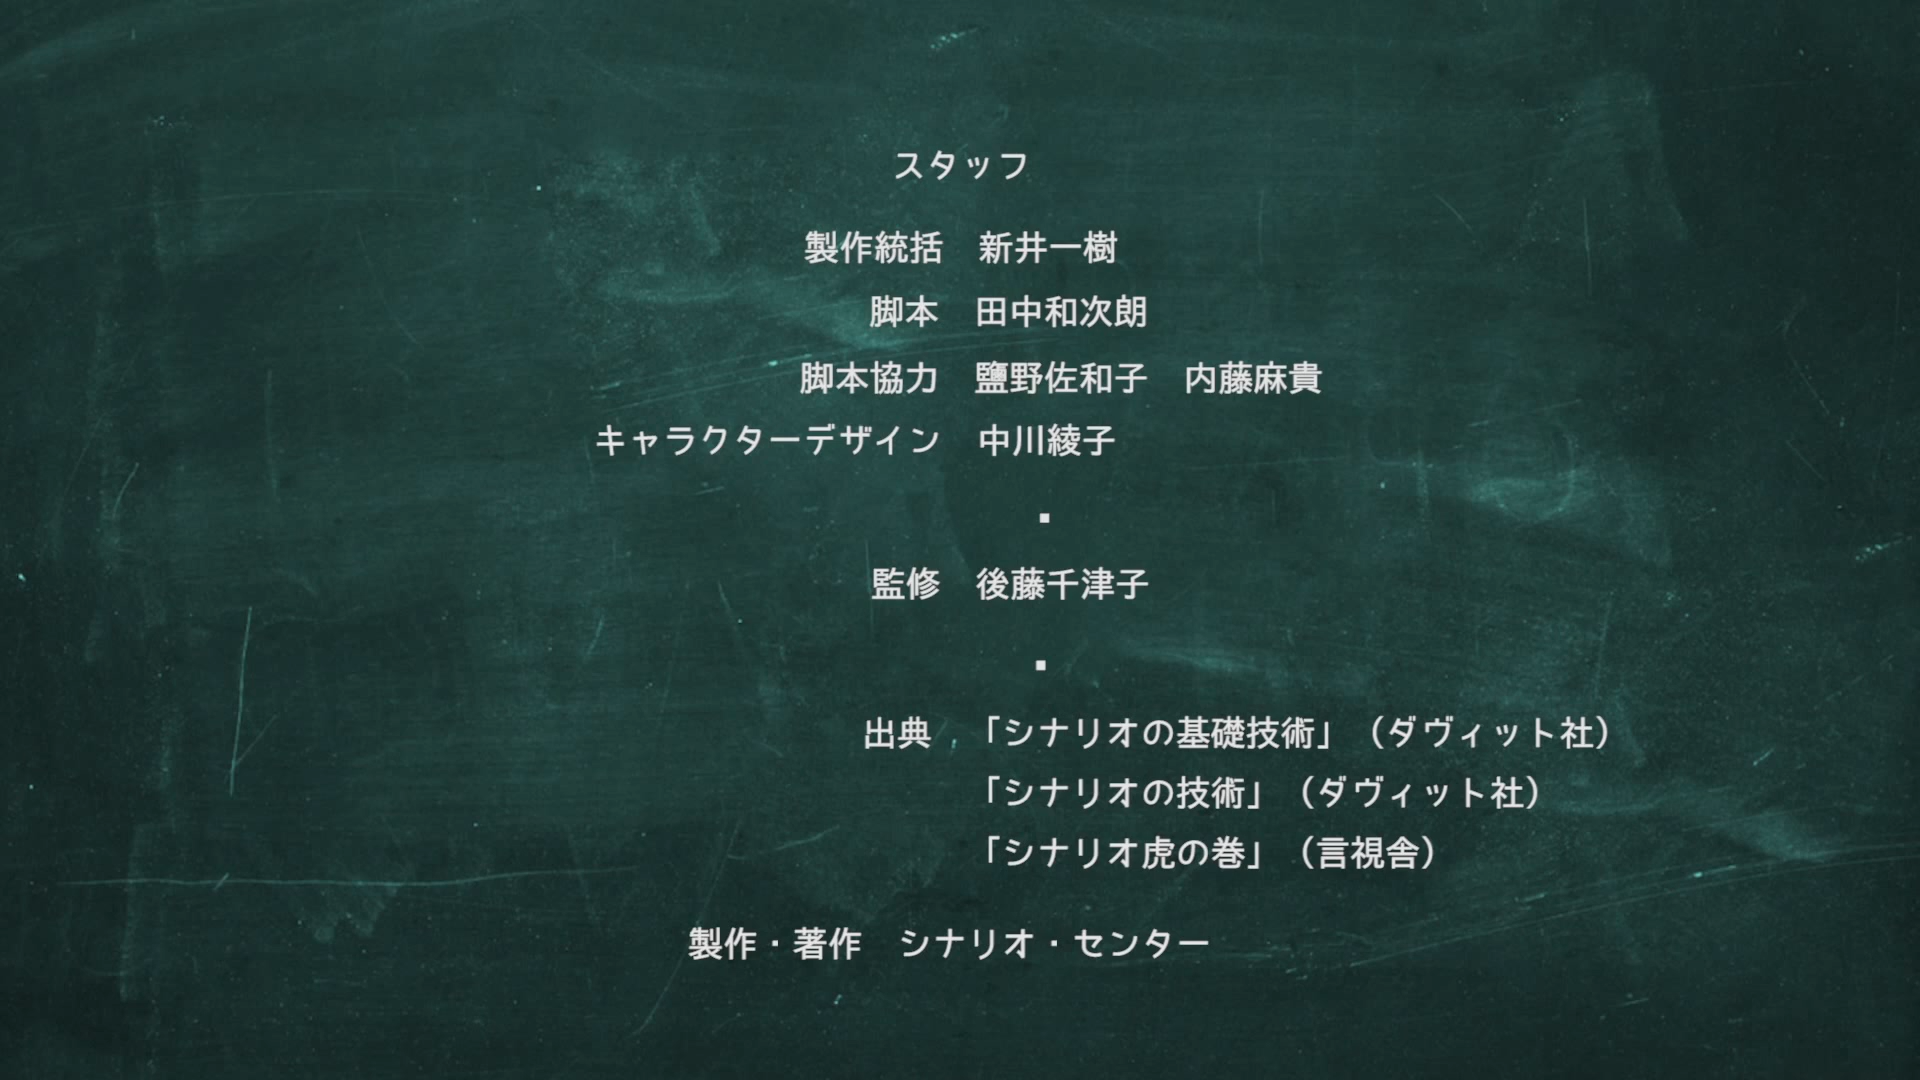 スタッフ
製作統括　新井一樹
脚本　田中和次朗
脚本協力　鹽野佐和子　内藤麻貴
キャラクターデザイン　中川綾子
・
監修　後藤千津子
・
出典　「シナリオの基礎技術」（ダヴィット社）
「シナリオの技術」（ダヴィット社）
「シナリオ虎の巻」（言視舎）
製作・著作　シナリオ・センター